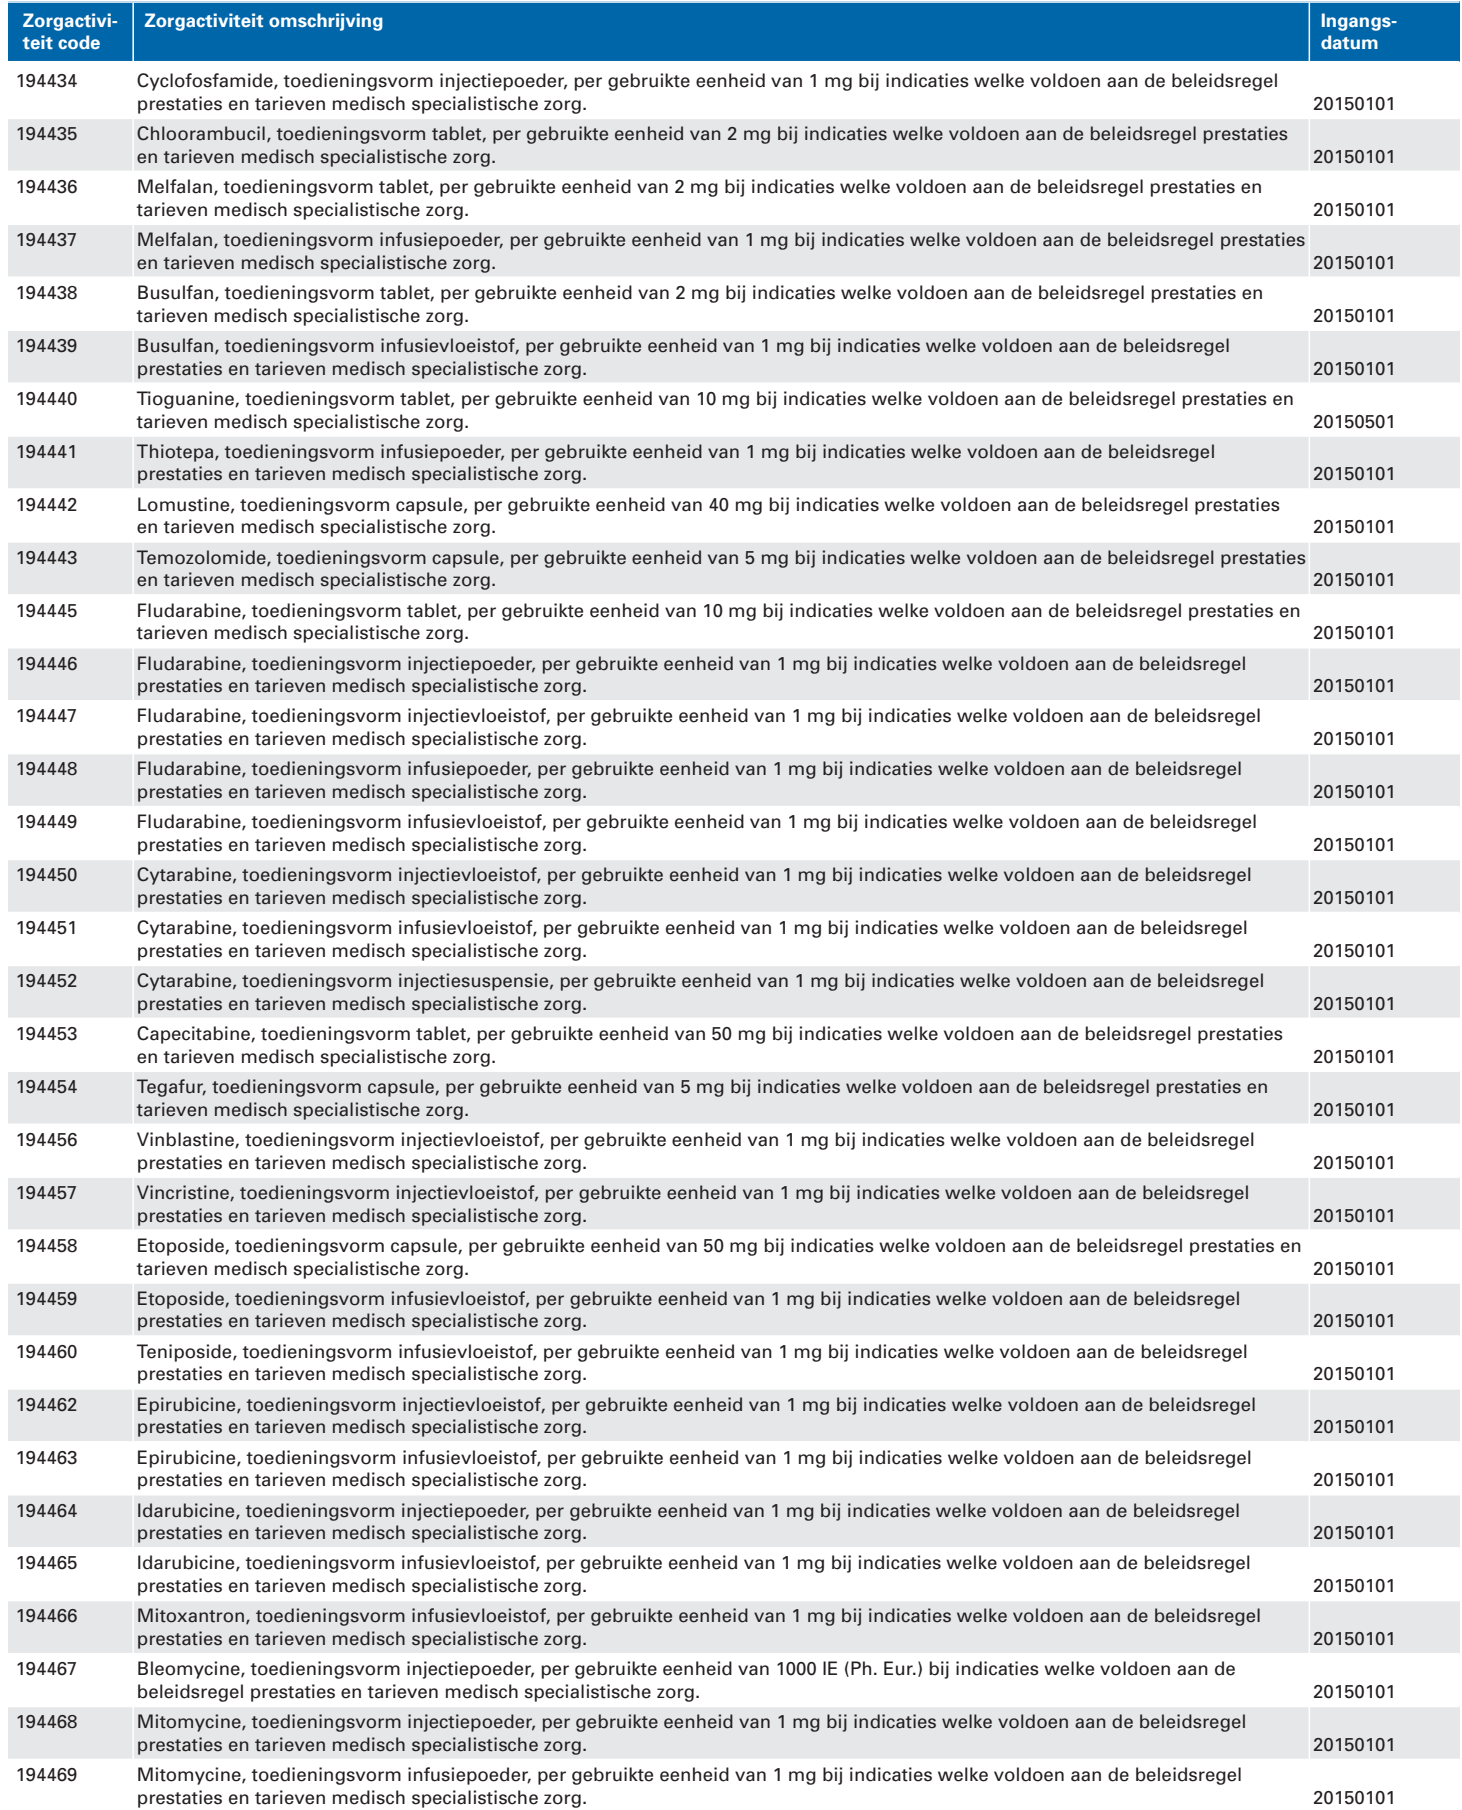 Zorgactivi- Zorgactiviteit omschrijving Ingangs-
teit code datum
194434 Cyclofosfamide, toedieningsvorm injectiepoeder, per gebruikte eenheid van 1 mg bij indicaties welke voldoen aan de beleidsregel
prestaties en tarieven medisch specialistische zorg. 20150101
194435 Chloorambucil, toedieningsvorm tablet, per gebruikte eenheid van 2 mg bij indicaties welke voldoen aan de beleidsregel prestaties
en tarieven medisch specialistische zorg. 20150101
194436 Melfalan, toedieningsvorm tablet, per gebruikte eenheid van 2 mg bij indicaties welke voldoen aan de beleidsregel prestaties en
tarieven medisch specialistische zorg. 20150101
194437 Melfalan, toedieningsvorm infusiepoeder, per gebruikte eenheid van 1 mg bij indicaties welke voldoen aan de beleidsregel prestaties
en tarieven medisch specialistische zorg. 20150101
194438 Busulfan, toedieningsvorm tablet, per gebruikte eenheid van 2 mg bij indicaties welke voldoen aan de beleidsregel prestaties en
tarieven medisch specialistische zorg. 20150101
194439 Busulfan, toedieningsvorm infusievloeistof, per gebruikte eenheid van 1 mg bij indicaties welke voldoen aan de beleidsregel
prestaties en tarieven medisch specialistische zorg. 20150101
194440 Tioguanine, toedieningsvorm tablet, per gebruikte eenheid van 10 mg bij indicaties welke voldoen aan de beleidsregel prestaties en
tarieven medisch specialistische zorg. 20150501
194441 Thiotepa, toedieningsvorm infusiepoeder, per gebruikte eenheid van 1 mg bij indicaties welke voldoen aan de beleidsregel
prestaties en tarieven medisch specialistische zorg. 20150101
194442 Lomustine, toedieningsvorm capsule, per gebruikte eenheid van 40 mg bij indicaties welke voldoen aan de beleidsregel prestaties
en tarieven medisch specialistische zorg. 20150101
194443 Temozolomide, toedieningsvorm capsule, per gebruikte eenheid van 5 mg bij indicaties welke voldoen aan de beleidsregel prestaties
en tarieven medisch specialistische zorg. 20150101
194445 Fludarabine, toedieningsvorm tablet, per gebruikte eenheid van 10 mg bij indicaties welke voldoen aan de beleidsregel prestaties en
tarieven medisch specialistische zorg. 20150101
194446 Fludarabine, toedieningsvorm injectiepoeder, per gebruikte eenheid van 1 mg bij indicaties welke voldoen aan de beleidsregel
prestaties en tarieven medisch specialistische zorg. 20150101
194447 Fludarabine, toedieningsvorm injectievloeistof, per gebruikte eenheid van 1 mg bij indicaties welke voldoen aan de beleidsregel
prestaties en tarieven medisch specialistische zorg. 20150101
194448 Fludarabine, toedieningsvorm infusiepoeder, per gebruikte eenheid van 1 mg bij indicaties welke voldoen aan de beleidsregel
prestaties en tarieven medisch specialistische zorg. 20150101
194449 Fludarabine, toedieningsvorm infusievloeistof, per gebruikte eenheid van 1 mg bij indicaties welke voldoen aan de beleidsregel
prestaties en tarieven medisch specialistische zorg. 20150101
194450 Cytarabine, toedieningsvorm injectievloeistof, per gebruikte eenheid van 1 mg bij indicaties welke voldoen aan de beleidsregel
prestaties en tarieven medisch specialistische zorg. 20150101
194451 Cytarabine, toedieningsvorm infusievloeistof, per gebruikte eenheid van 1 mg bij indicaties welke voldoen aan de beleidsregel
prestaties en tarieven medisch specialistische zorg. 20150101
194452 Cytarabine, toedieningsvorm injectiesuspensie, per gebruikte eenheid van 1 mg bij indicaties welke voldoen aan de beleidsregel
prestaties en tarieven medisch specialistische zorg. 20150101
194453 Capecitabine, toedieningsvorm tablet, per gebruikte eenheid van 50 mg bij indicaties welke voldoen aan de beleidsregel prestaties
en tarieven medisch specialistische zorg. 20150101
194454 Tegafur, toedieningsvorm capsule, per gebruikte eenheid van 5 mg bij indicaties welke voldoen aan de beleidsregel prestaties en
tarieven medisch specialistische zorg. 20150101
194456 Vinblastine, toedieningsvorm injectievloeistof, per gebruikte eenheid van 1 mg bij indicaties welke voldoen aan de beleidsregel
prestaties en tarieven medisch specialistische zorg. 20150101
194457 Vincristine, toedieningsvorm injectievloeistof, per gebruikte eenheid van 1 mg bij indicaties welke voldoen aan de beleidsregel
prestaties en tarieven medisch specialistische zorg. 20150101
194458 Etoposide, toedieningsvorm capsule, per gebruikte eenheid van 50 mg bij indicaties welke voldoen aan de beleidsregel prestaties en
tarieven medisch specialistische zorg. 20150101
194459 Etoposide, toedieningsvorm infusievloeistof, per gebruikte eenheid van 1 mg bij indicaties welke voldoen aan de beleidsregel
prestaties en tarieven medisch specialistische zorg. 20150101
194460 Teniposide, toedieningsvorm infusievloeistof, per gebruikte eenheid van 1 mg bij indicaties welke voldoen aan de beleidsregel
prestaties en tarieven medisch specialistische zorg. 20150101
194462 Epirubicine, toedieningsvorm injectievloeistof, per gebruikte eenheid van 1 mg bij indicaties welke voldoen aan de beleidsregel
prestaties en tarieven medisch specialistische zorg. 20150101
194463 Epirubicine, toedieningsvorm infusievloeistof, per gebruikte eenheid van 1 mg bij indicaties welke voldoen aan de beleidsregel
prestaties en tarieven medisch specialistische zorg. 20150101
194464 Idarubicine, toedieningsvorm injectiepoeder, per gebruikte eenheid van 1 mg bij indicaties welke voldoen aan de beleidsregel
prestaties en tarieven medisch specialistische zorg. 20150101
194465 Idarubicine, toedieningsvorm infusievloeistof, per gebruikte eenheid van 1 mg bij indicaties welke voldoen aan de beleidsregel
prestaties en tarieven medisch specialistische zorg. 20150101
194466 Mitoxantron, toedieningsvorm infusievloeistof, per gebruikte eenheid van 1 mg bij indicaties welke voldoen aan de beleidsregel
prestaties en tarieven medisch specialistische zorg. 20150101
194467 Bleomycine, toedieningsvorm injectiepoeder, per gebruikte eenheid van 1000 IE (Ph. Eur.) bij indicaties welke voldoen aan de
beleidsregel prestaties en tarieven medisch specialistische zorg. 20150101
194468 Mitomycine, toedieningsvorm injectiepoeder, per gebruikte eenheid van 1 mg bij indicaties welke voldoen aan de beleidsregel
prestaties en tarieven medisch specialistische zorg. 20150101
194469 Mitomycine, toedieningsvorm infusiepoeder, per gebruikte eenheid van 1 mg bij indicaties welke voldoen aan de beleidsregel
prestaties en tarieven medisch specialistische zorg. 20150101